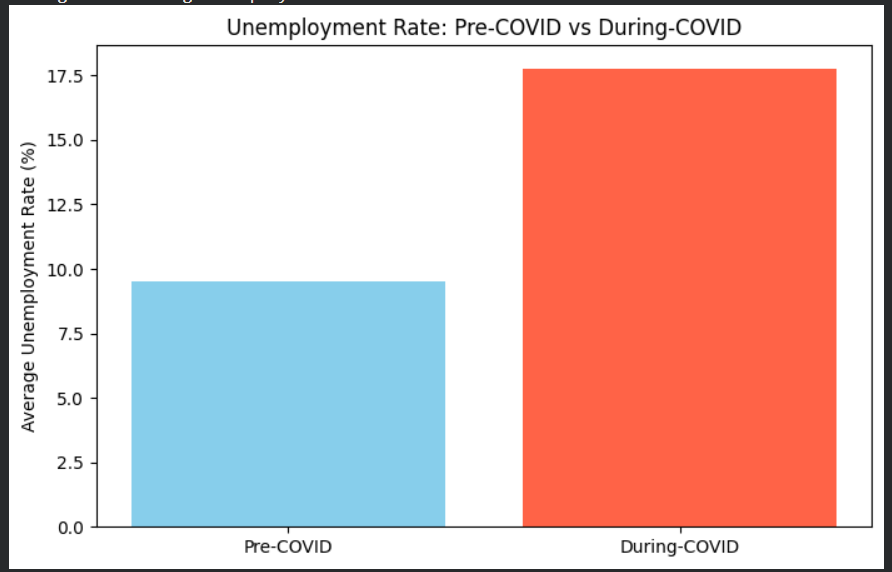 Unemployment Rate: Pre-COVID vs During-COVID
Average Unemployment Rate (%)
17.5
15.0
12.5
10.0
7.5
5.0
2.5
0.0
Pre-COVID
During-COVID